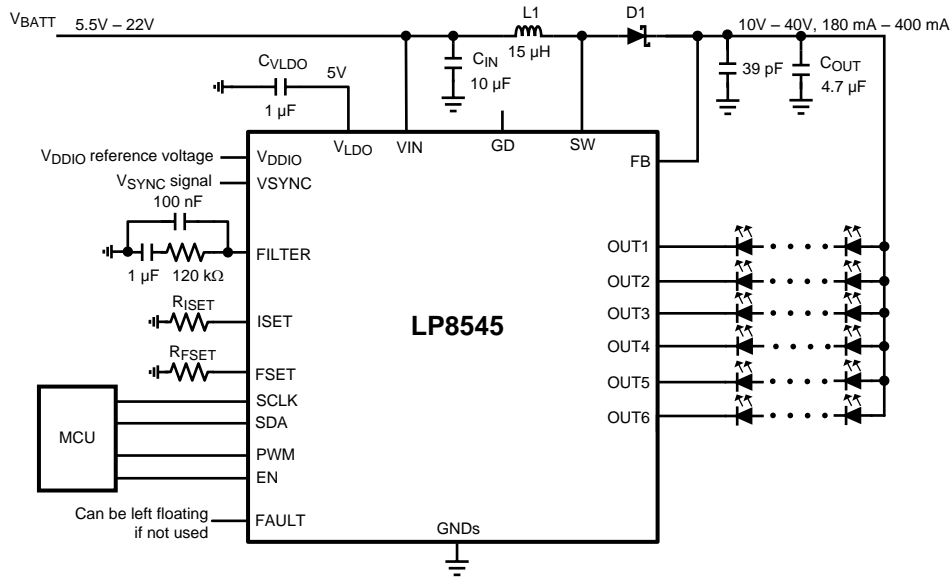 VBATT 5.5V – 22V
L1
D1
10V – 40V, 180 mA – 400 mA
15 µH
CIN
10 µF
39 pF
COUT
4.7 µF
CVLDO
5V
1 µF
VLDO
VIN
GD
SW
FB
VDDIO reference voltage
VDDIO
VSYNC signal
VSYNC
100 nF
FILTER
1 µF
120 kΩ
RISET
ISET
RFSET
FSET
LP8545
OUT1
OUT2
OUT3
OUT4
OUT5
OUT6
MCU
SCLK
SDA
PWM
EN
Can be left floating
if not used
FAULT
GNDs